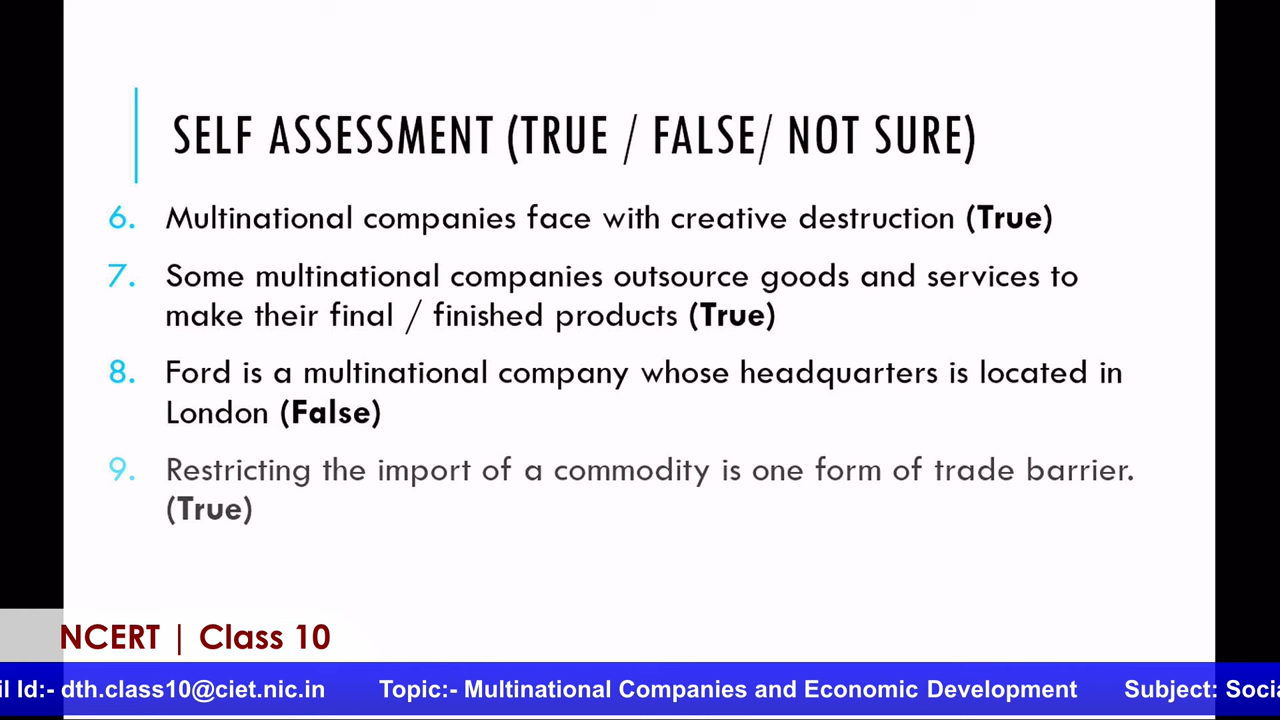 SELF ASSESSMENT (TRUE / FALSE/ NOT SURE)
6. Multinational companies face with creative destruction (True)
7. Some multinational companies outsource goods and services to
make their final / finished products (True)
8. Ford is a multinational company whose headquarters is located in
London (False)
9. Restricting the import of a commodity is one form of trade barrier.
(True)
NCERT | Class 10
Id:- dth.class10@ciet.nic.in Topic:- Multinational Companies and Economic Development Subject: